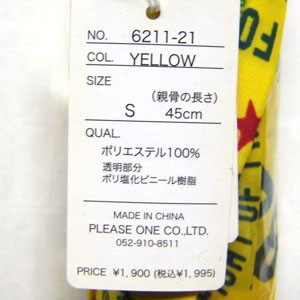 NO. 6211-21
COL. YELLOW
SIZE
(親骨の長さ)
S 45cm
QUAL.
ポリエステル100%
透明部分
ポリ塩化ビニール樹脂
MADE IN CHINA
PLEASE ONE CO.,LTD.
052-910-8511
PRICE ¥1,900 (税込¥1,995)
FO